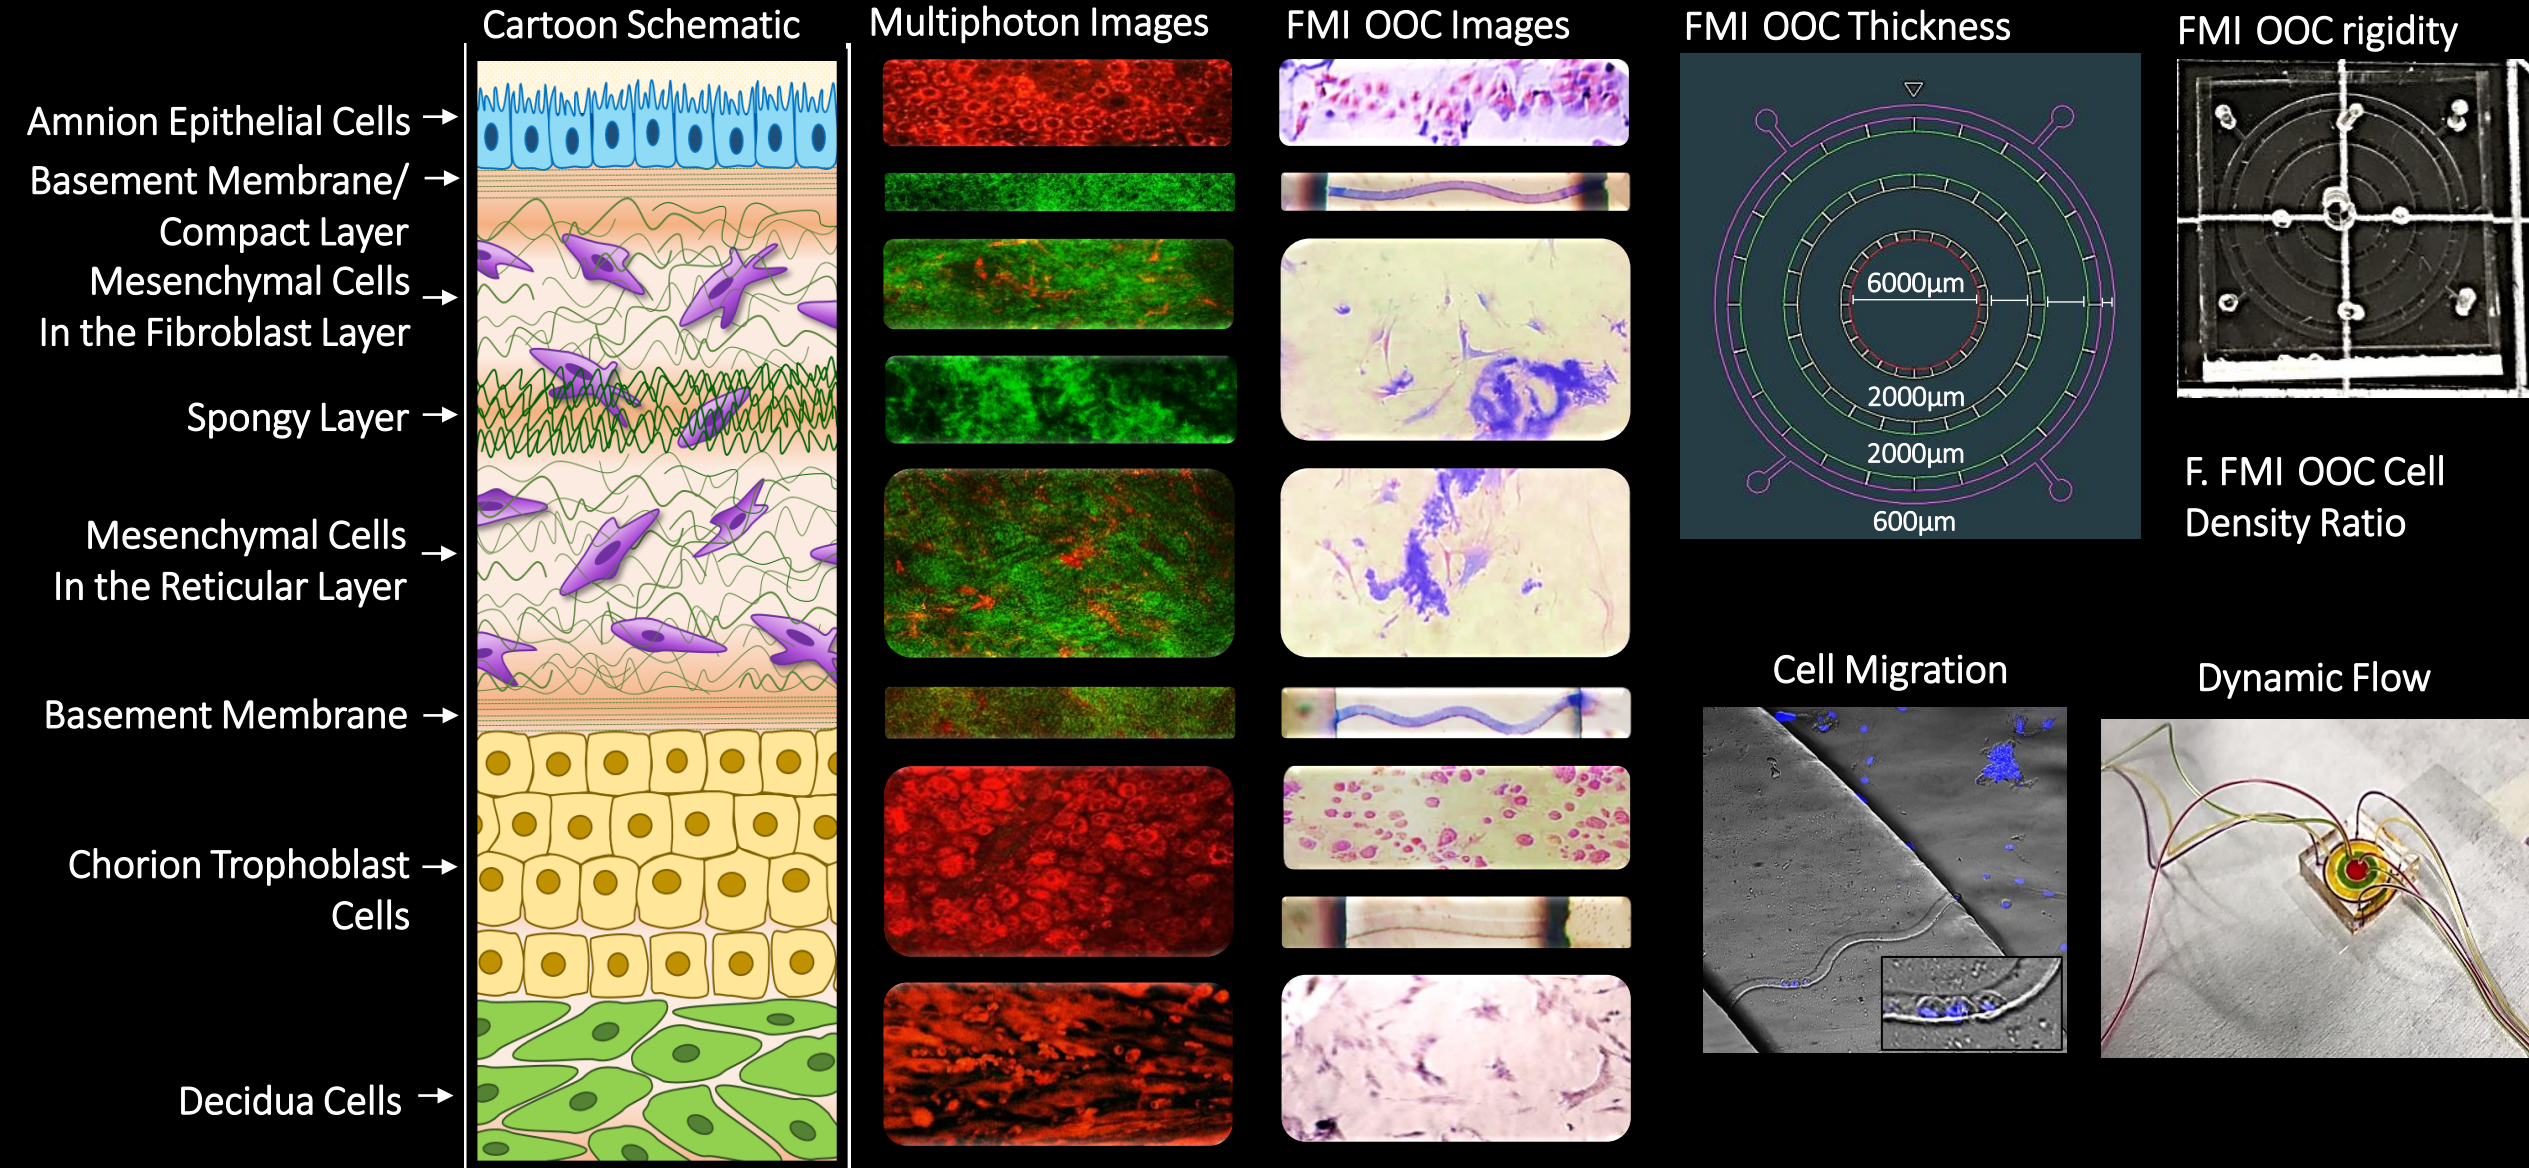 Cartoon Schematic
Multiphoton Images
FMI OOC Images
FMI OOC Thickness
FMI OOC rigidity
Amnion Epithelial Cells
Basement Membrane/
Compact Layer
Mesenchymal Cells
In the Fibroblast Layer
Spongy Layer
Mesenchymal Cells
In the Reticular Layer
Basement Membrane
Chorion Trophoblast
Cells
Decidua Cells
6000µm
2000µm
2000µm
600µm
F. FMI OOC Cell
Density Ratio
Cell Migration
Dynamic Flow